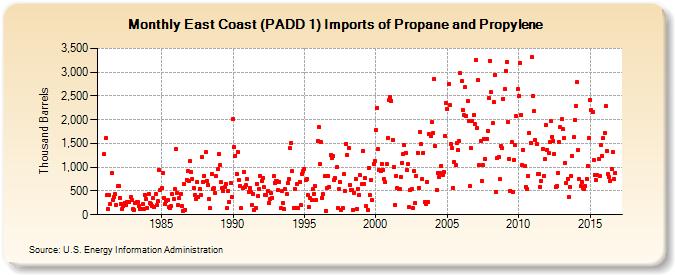 Monthly East Coast (PADD 1) Imports of Propane and Propylene
Thousand Barrels
3,500
3,000
2,500
2,000
1,500
1,000
500
0
1985 1990 1995 2000 2005 2010 2015
Source: U.S. Energy Information Administration